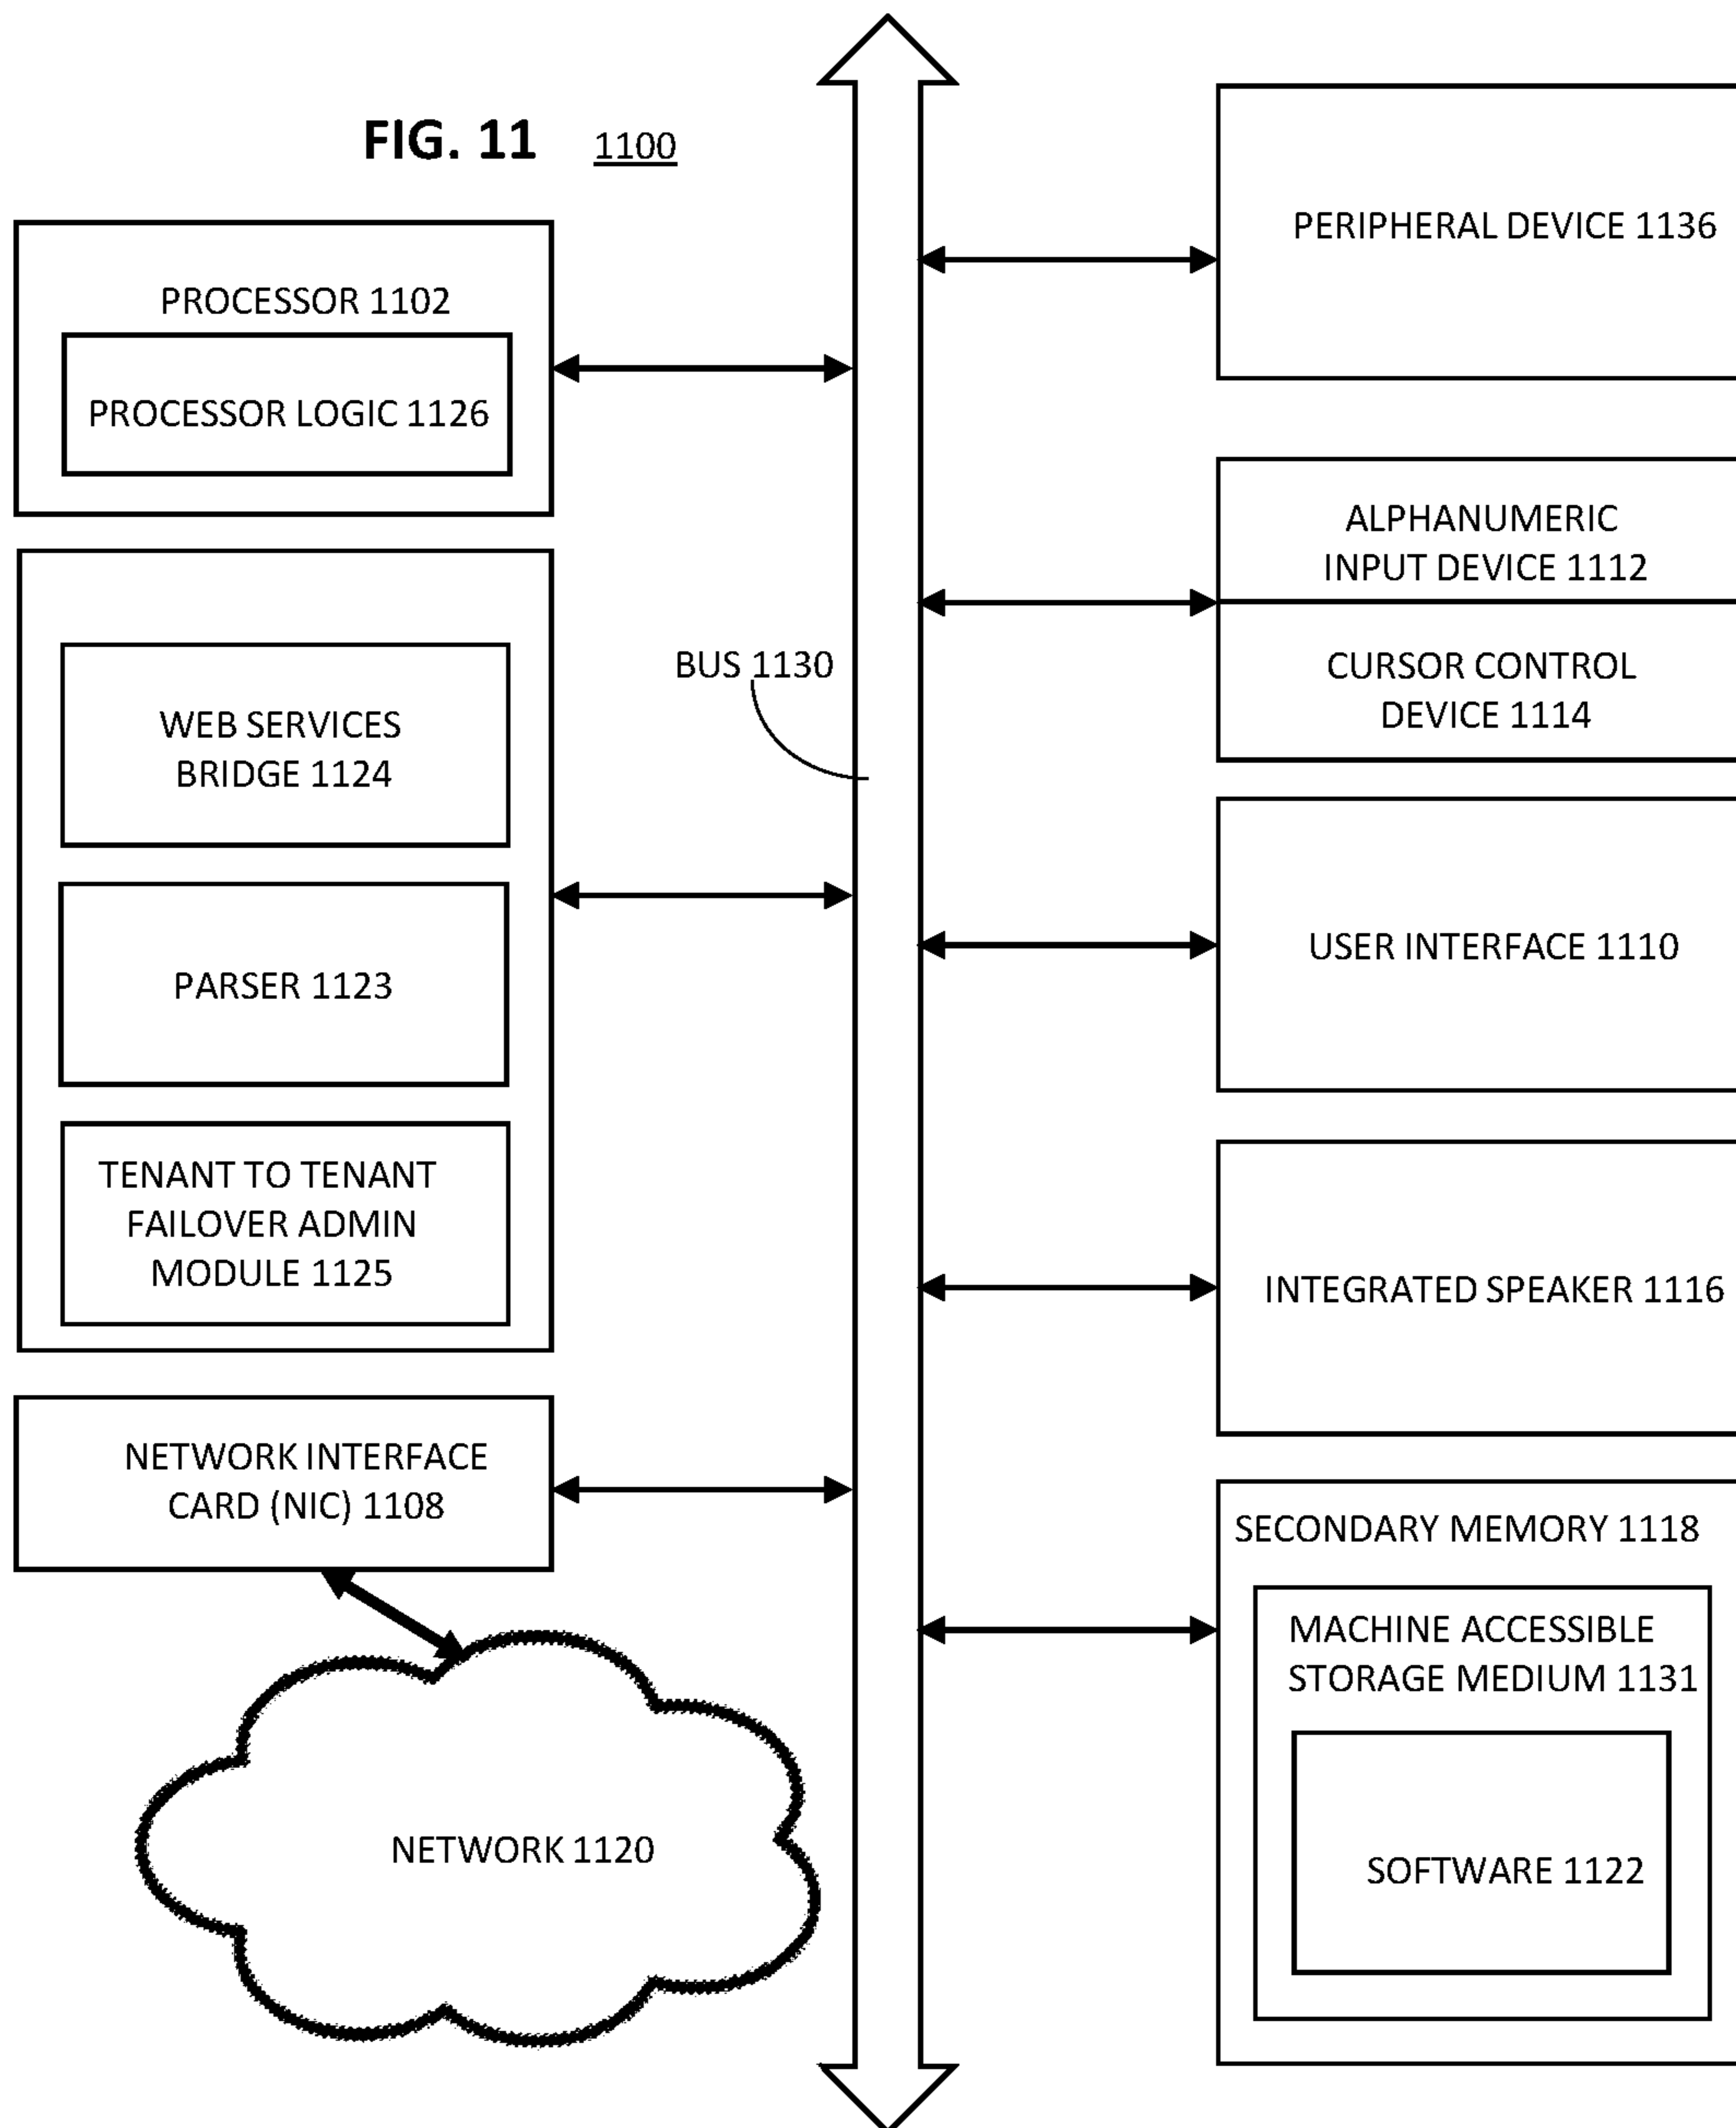 FIG. 11 1100
PROCESSOR 1102
PROCESSOR LOGIC 1126
WEB SERVICES
BRIDGE 1124
PARSER 1123
TENANT TO TENANT
FAILOVER ADMIN
MODULE 1125
NETWORK INTERFACE
CARD (NIC) 1108
NETWORK 1120
BUS 1130
PERIPHERAL DEVICE 1136
ALPHANUMERIC
INPUT DEVICE 1112
CURSOR CONTROL
DEVICE 1114
USER INTERFACE 1110
INTEGRATED SPEAKER 1116
SECONDARY MEMORY 1118
MACHINE ACCESSIBLE
STORAGE MEDIUM 1131
SOFTWARE 1122